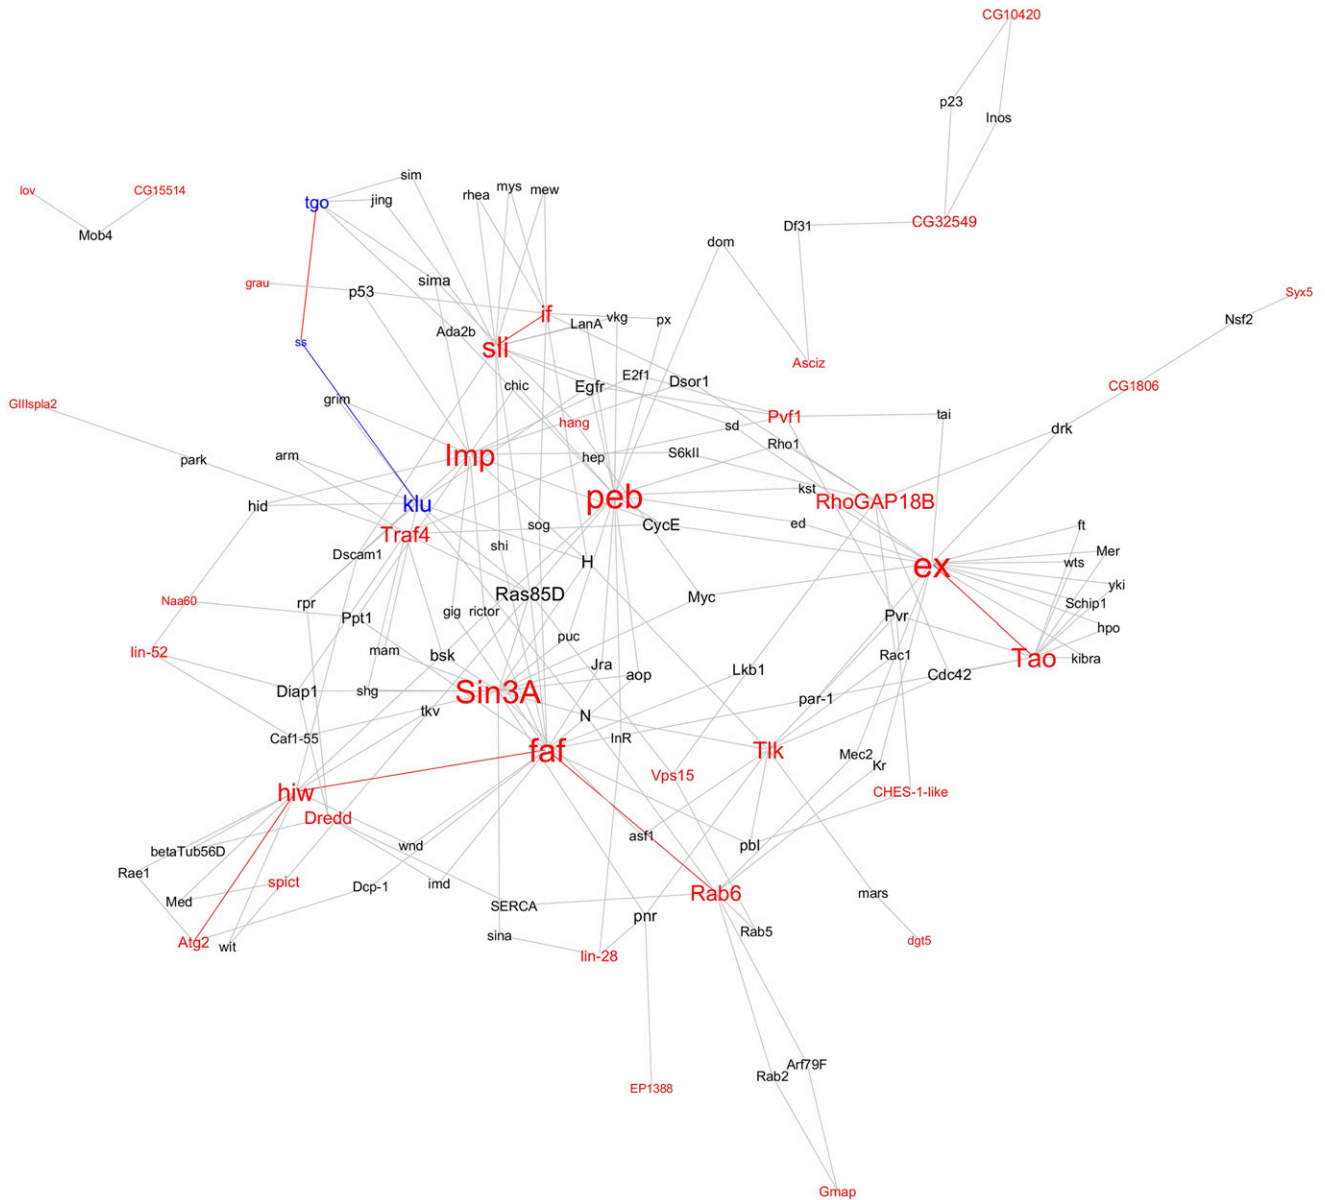 CG10420
p23
Inos
lov
CG15514
Mob4
tgo
sim
jing
rhea
mys
mew
CG32549
Df31
dom
grau
p53
sima
if
Ada2b
sli
LanA
vkg
px
Syx5
Nsf2
ss
Asciz
chic
Egfr
E2f1
Dsor1
CG1806
GIIIspla2
grim
hang
Pvf1
sd
tai
drk
park
arm
Imp
hep
S6kII
Rho1
klu
peb
kst
RhoGAP18B
hid
Traf4
sog
CycE
ed
ft
Dscam1
shi
H
ex
Mer
wts
yki
Naa60
rpr
Ppt1
gig
rictor
Ras85D
Myc
Schip1
hpo
Pvr
lin-52
mam
bsk
puc
Jra
aop
Lkb1
Rac1
Tao
kibra
Cdc42
Diap1
shg
Sin3A
par-1
tkv
N
Caf1-55
InR
faf
Tlk
Mec2
Kr
Vps15
CHES-1-like
hiw
Dredd
betaTub56D
wnd
asf1
pbl
Rae1
spict
Dcp-1
imd
Rab6
mars
Med
SERCA
pnr
Rab5
Atg2
wit
sina
lin-28
dgt5
EP1388
Rab2
Arf79F
Gmap